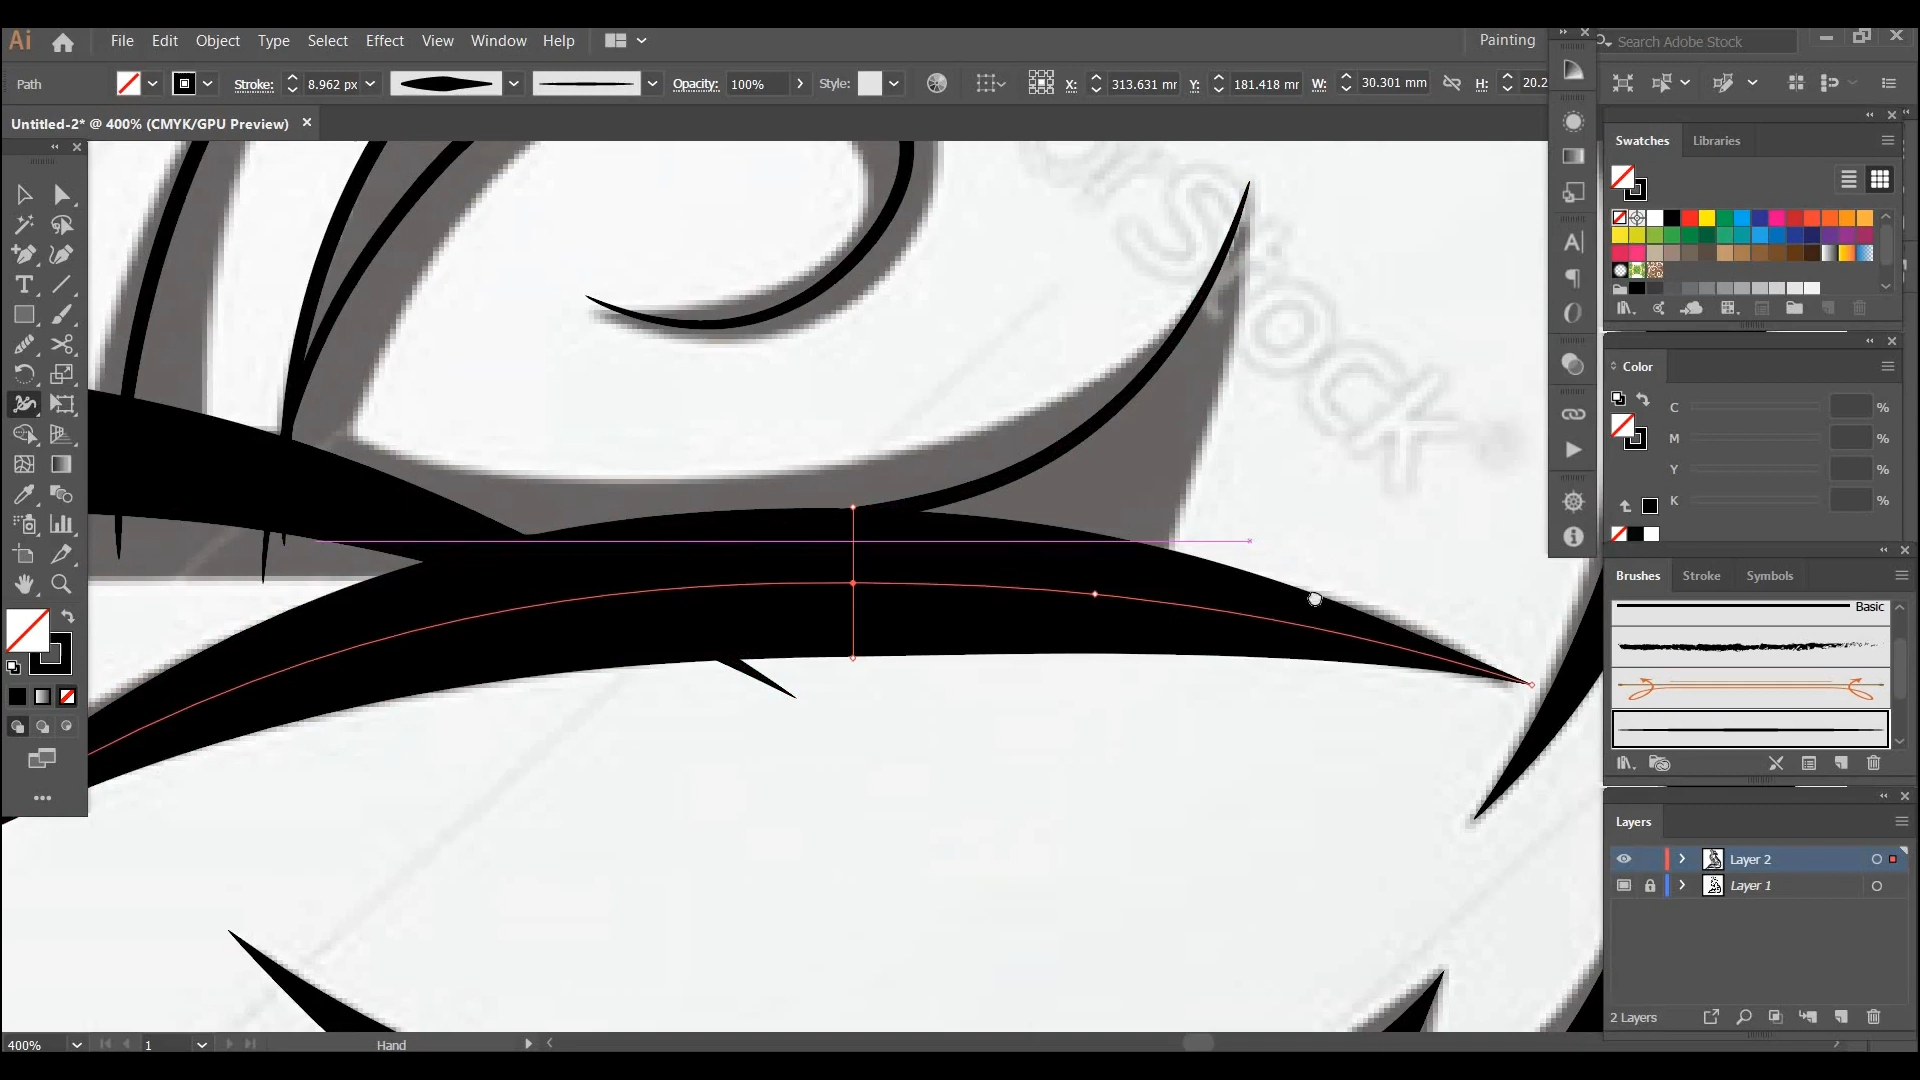 Ai File Edit Object Type Select Effect View Window Help Painting Search Adobe Stock
Path Stroke: 8.962 px Opacity: 100% Style: X: 313.631 mr Y: 181.418 mr W: 30.301 mm H: 20.2
Untitled-2* @ 400% (CMYK/GPU Preview)
Swatches Libraries
Stock
Color
C %
M %
Y %
K %
Brushes Stroke Symbols
Basic
Layers
Layer 2
Layer 1
2 Layers
400% 1 Hand